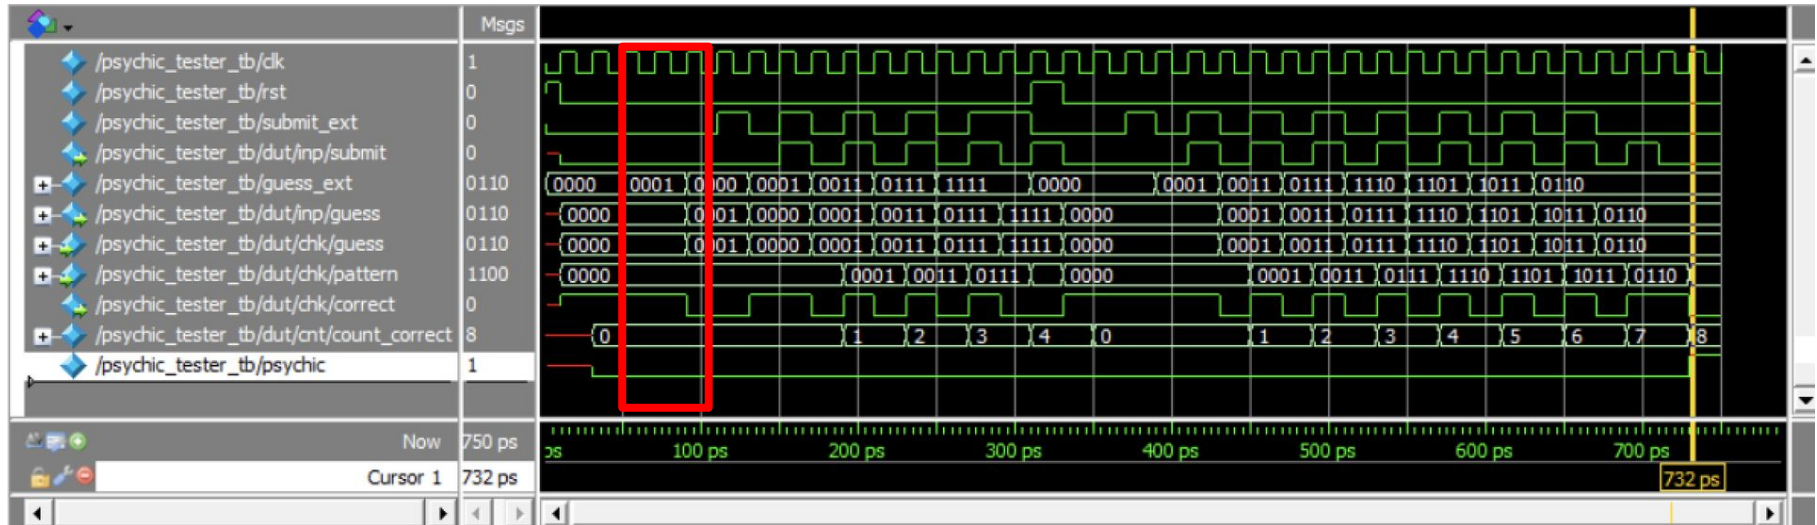 Msgs
/psychic_tester_tb/clk 1
/psychic_tester_tb/rst 0
/psychic_tester_tb/submit_ext 0
/psychic_tester_tb/dut/inp/submit 0
/psychic_tester_tb/guess_ext 0110 0000 0001 0000 0001 0011 0111 1111 0000 0001 0011 0111 1110 1101 1011 0110
/psychic_tester_tb/dut/inp/guess 0110 0000 0001 0000 0001 0011 0111 1111 0000 0001 0011 0111 1110 1101 1011 0110
/psychic_tester_tb/dut/chk/guess 0110 0000 0001 0000 0001 0011 0111 1111 0000 0001 0011 0111 1110 1101 1011 0110
/psychic_tester_tb/dut/chk/pattern 1100 0000 0001 0011 0111 0000 0001 0011 0111 1110 1101 1011 0110
/psychic_tester_tb/dut/chk/correct 0
/psychic_tester_tb/dut/cnt/count_correct 8 0 1 2 3 4 0 1 2 3 4 5 6 7 8
/psychic_tester_tb/psychic 1
Now 750 ps ps 100 ps 200 ps 300 ps 400 ps 500 ps 600 ps 700 ps
Cursor 1 732 ps 732 ps